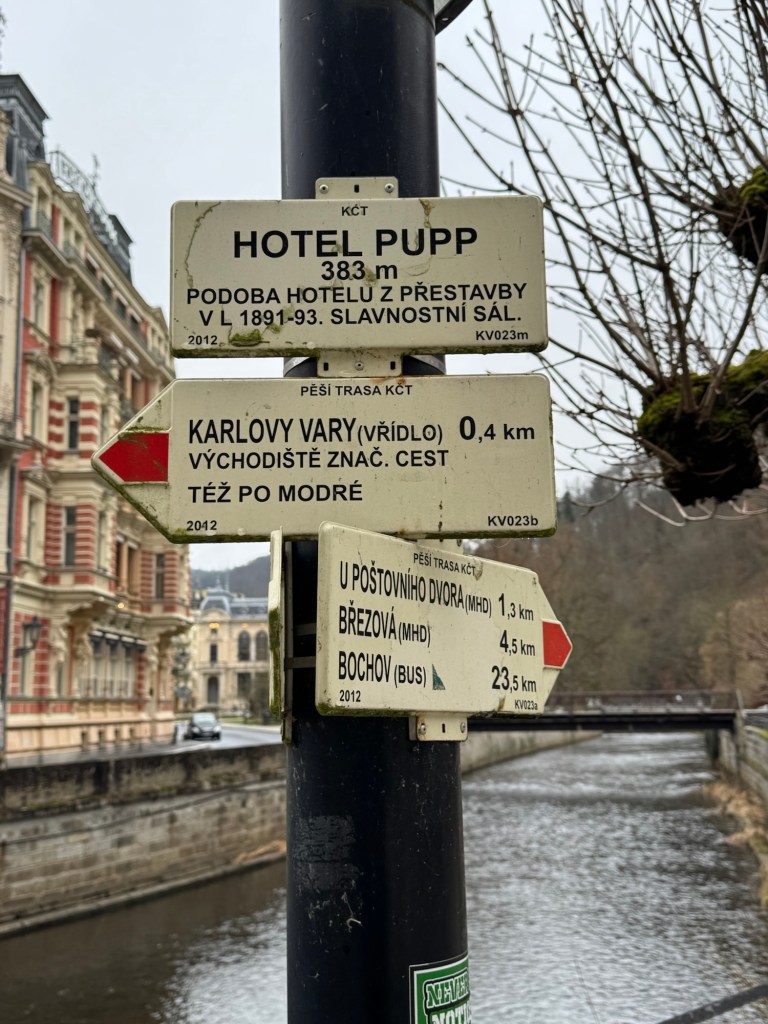 KČT
HOTEL PUPP
383 m
PODOBA HOTELU Z PŘESTAVBY
V L 1891-93. SLAVNOSTNÍ SÁL.
2012 KV023m
PĚŠÍ TRASA KČT
KARLOVY VARY (VŘÍDLO) 0,4 km
VÝCHODIŠTĚ ZNAČ. CEST
TÉŽ PO MODRÉ
2012 KV023b
PĚŠÍ TRASA KČT
U POŠTOVNÍHO DVORA (MHD) 1,3 km
BŘEZOVÁ (MHD) 4,5 km
BOCHOV (BUS) 23,5 km
2012 KV023a
NEVER